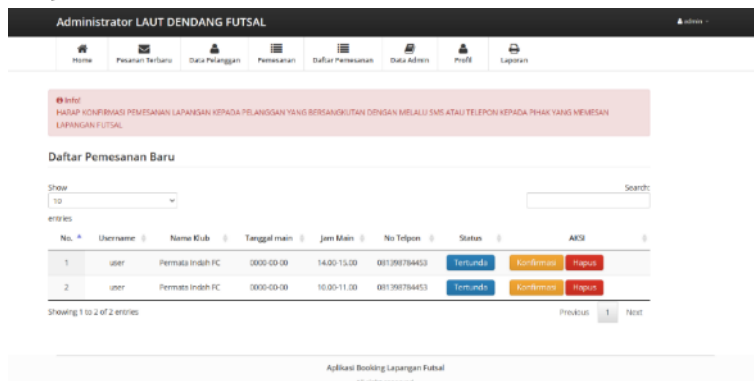 Administrator LAUT DENDANG FUTSAL
admin
Home Pesanan Terbaru Data Pelanggan Pemesanan Daftar Pemesanan Data Admin Profil Laporan
Info!
HARAP KONFIRMASI PEMESANAN LAPANGAN KEPADA PELANGGAN YANG BERSANGKUTAN DENGAN MELALU SMS ATAU TELEPON KEPADA PIHAK YANG MEMESAN
LAPANGAN FUTSAL
Daftar Pemesanan Baru
Show Search:
10
entries
No. Username Nama Klub Tanggal main Jam Main No Telpon Status AKSI
1 user Permata Indah FC 0000-00-00 14.00-15.00 081398784453 Tertunda Konfirmasi Hapus
2 user Permata Indah FC 0000-00-00 10.00-11.00 081398784453 Tertunda Konfirmasi Hapus
Showing 1 to 2 of 2 entries Previous 1 Next
Aplikasi Booking Lapangan Futsal